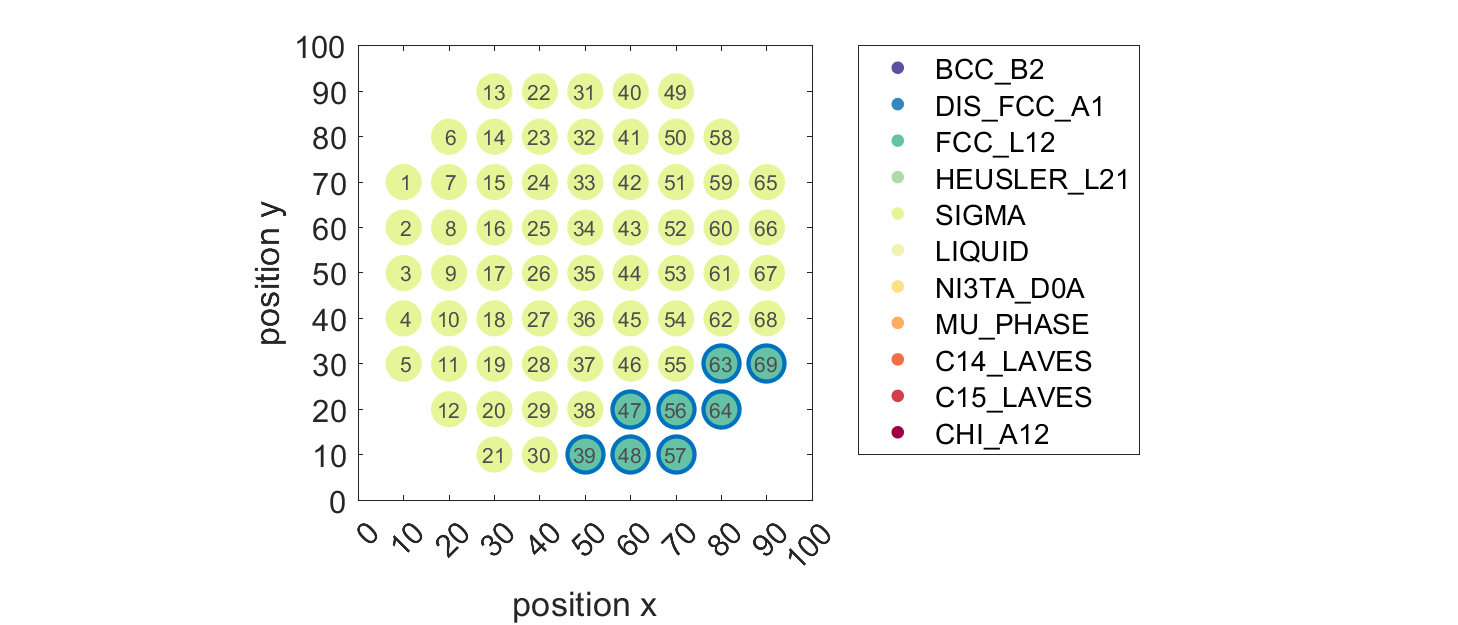 100
90 13 22 31 40 49
80 6 14 23 32 41 50 58
70 1 7 15 24 33 42 51 59 65
60 2 8 16 25 34 43 52 60 66
50 3 9 17 26 35 44 53 61 67
40 4 10 18 27 36 45 54 62 68
30 5 11 19 28 37 46 55 63 69
20 12 20 29 38 47 56 64
10 21 30 39 48 57
0
0 10 20 30 40 50 60 70 80 90 100
position x
position y
BCC_B2
DIS_FCC_A1
FCC_L12
HEUSLER_L21
SIGMA
LIQUID
NI3TA_D0A
MU_PHASE
C14_LAVES
C15_LAVES
CHI_A12